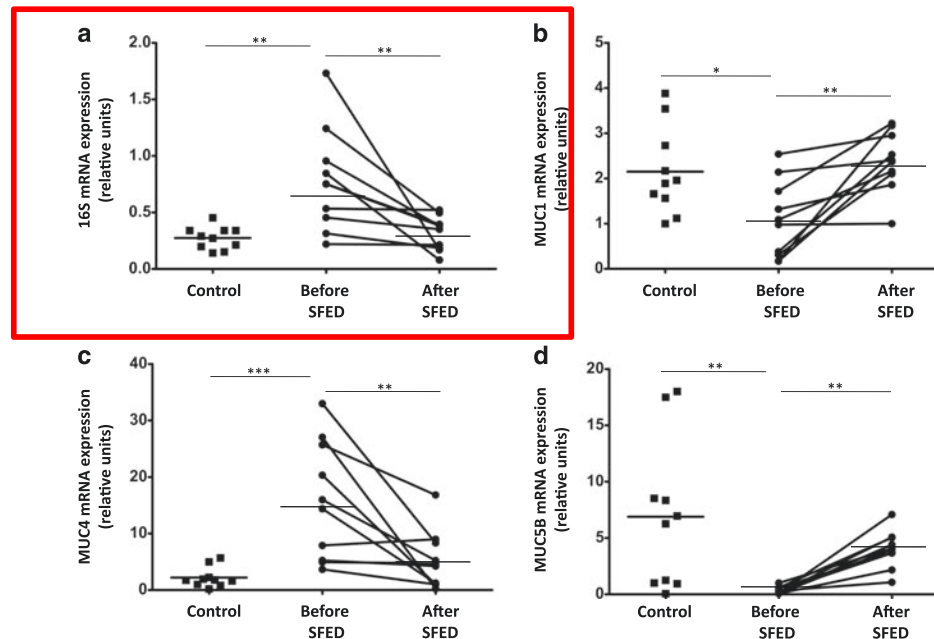 a
16S mRNA expression
(relative units)
2.0
1.5
1.0
0.5
0.0
**
**
Control
Before
SFED
After
SFED
b
MUC1 mRNA expression
(relative units)
5
4
3
2
1
0
*
**
Control
Before
SFED
After
SFED
c
MUC4 mRNA expression
(relative units)
40
30
20
10
0
***
**
Control
Before
SFED
After
SFED
d
MUC5B mRNA expression
(relative units)
20
15
10
5
0
**
**
Control
Before
SFED
After
SFED